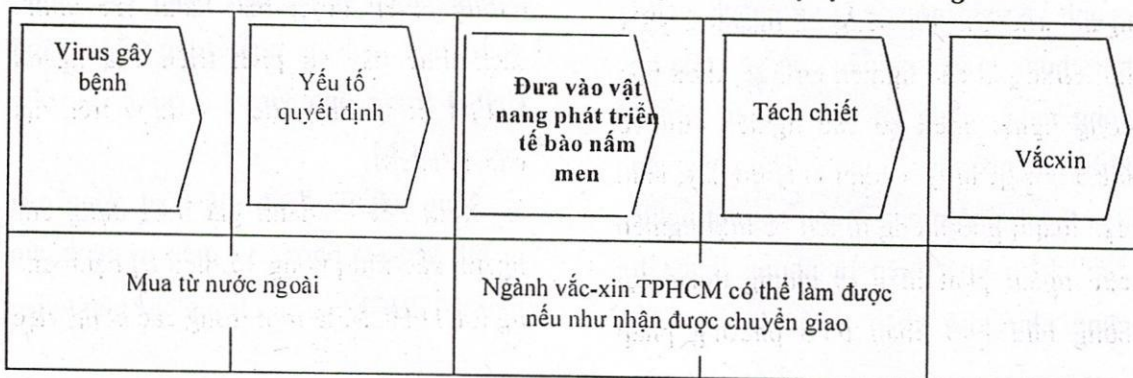 Virus gây
bệnh
Yếu tố
quyết định
Đưa vào vật
nang phát triễn
tế bào nấm
men
Tách chiết
Vắcxin
Mua từ nước ngoài
Ngành vắc-xin TPHCM có thể làm được
nếu như nhận được chuyển giao